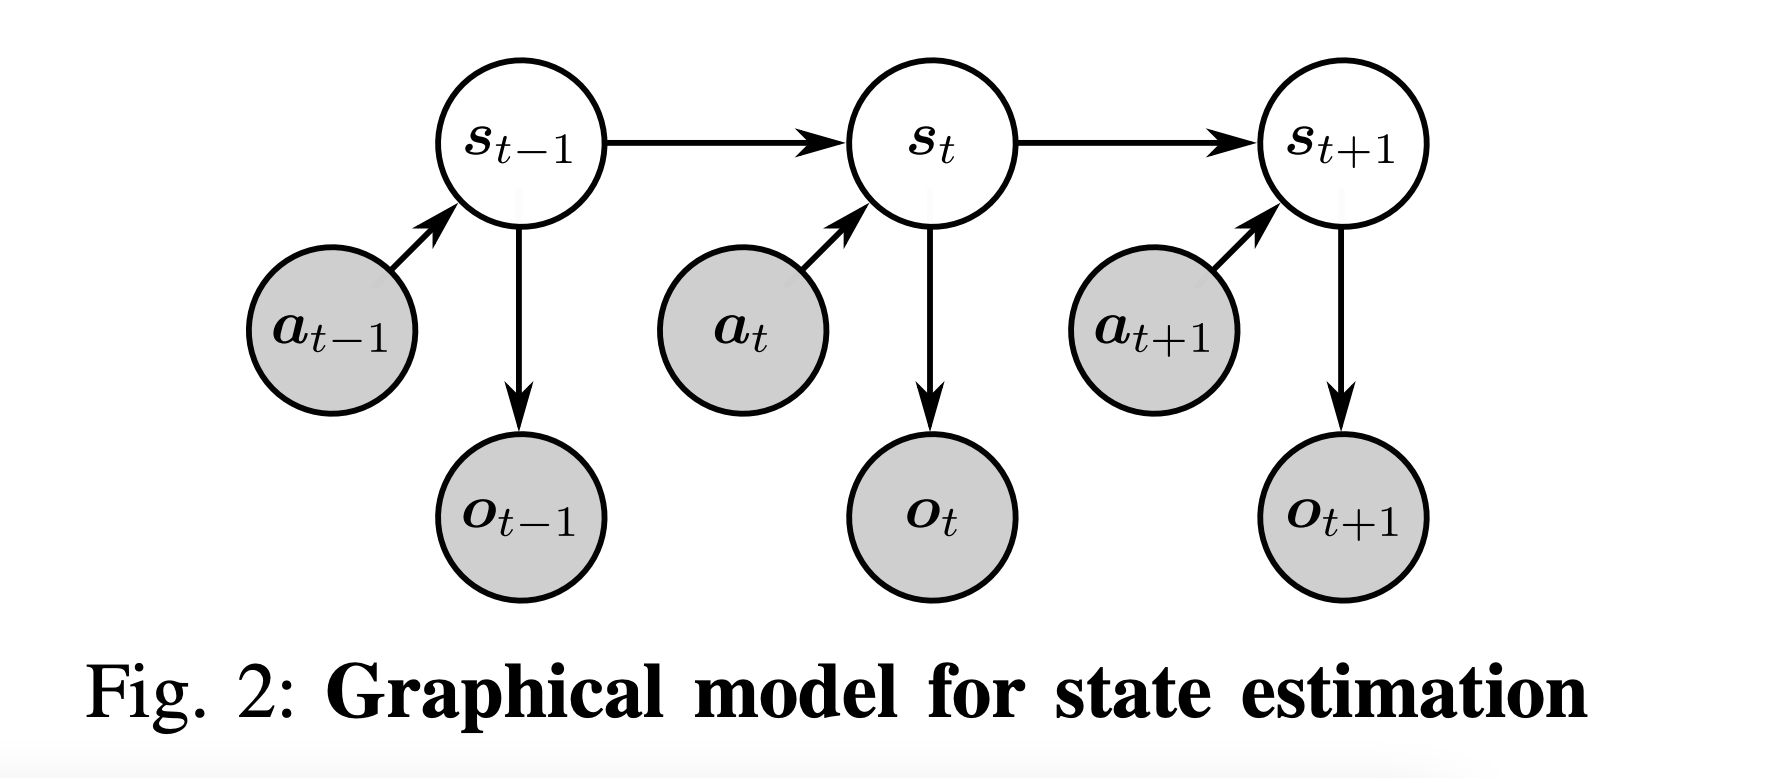 s_{t−1} s_t s_{t+1}
a_{t−1} a_t a_{t+1}
o_{t−1} o_t o_{t+1}
Fig. 2: Graphical model for state estimation